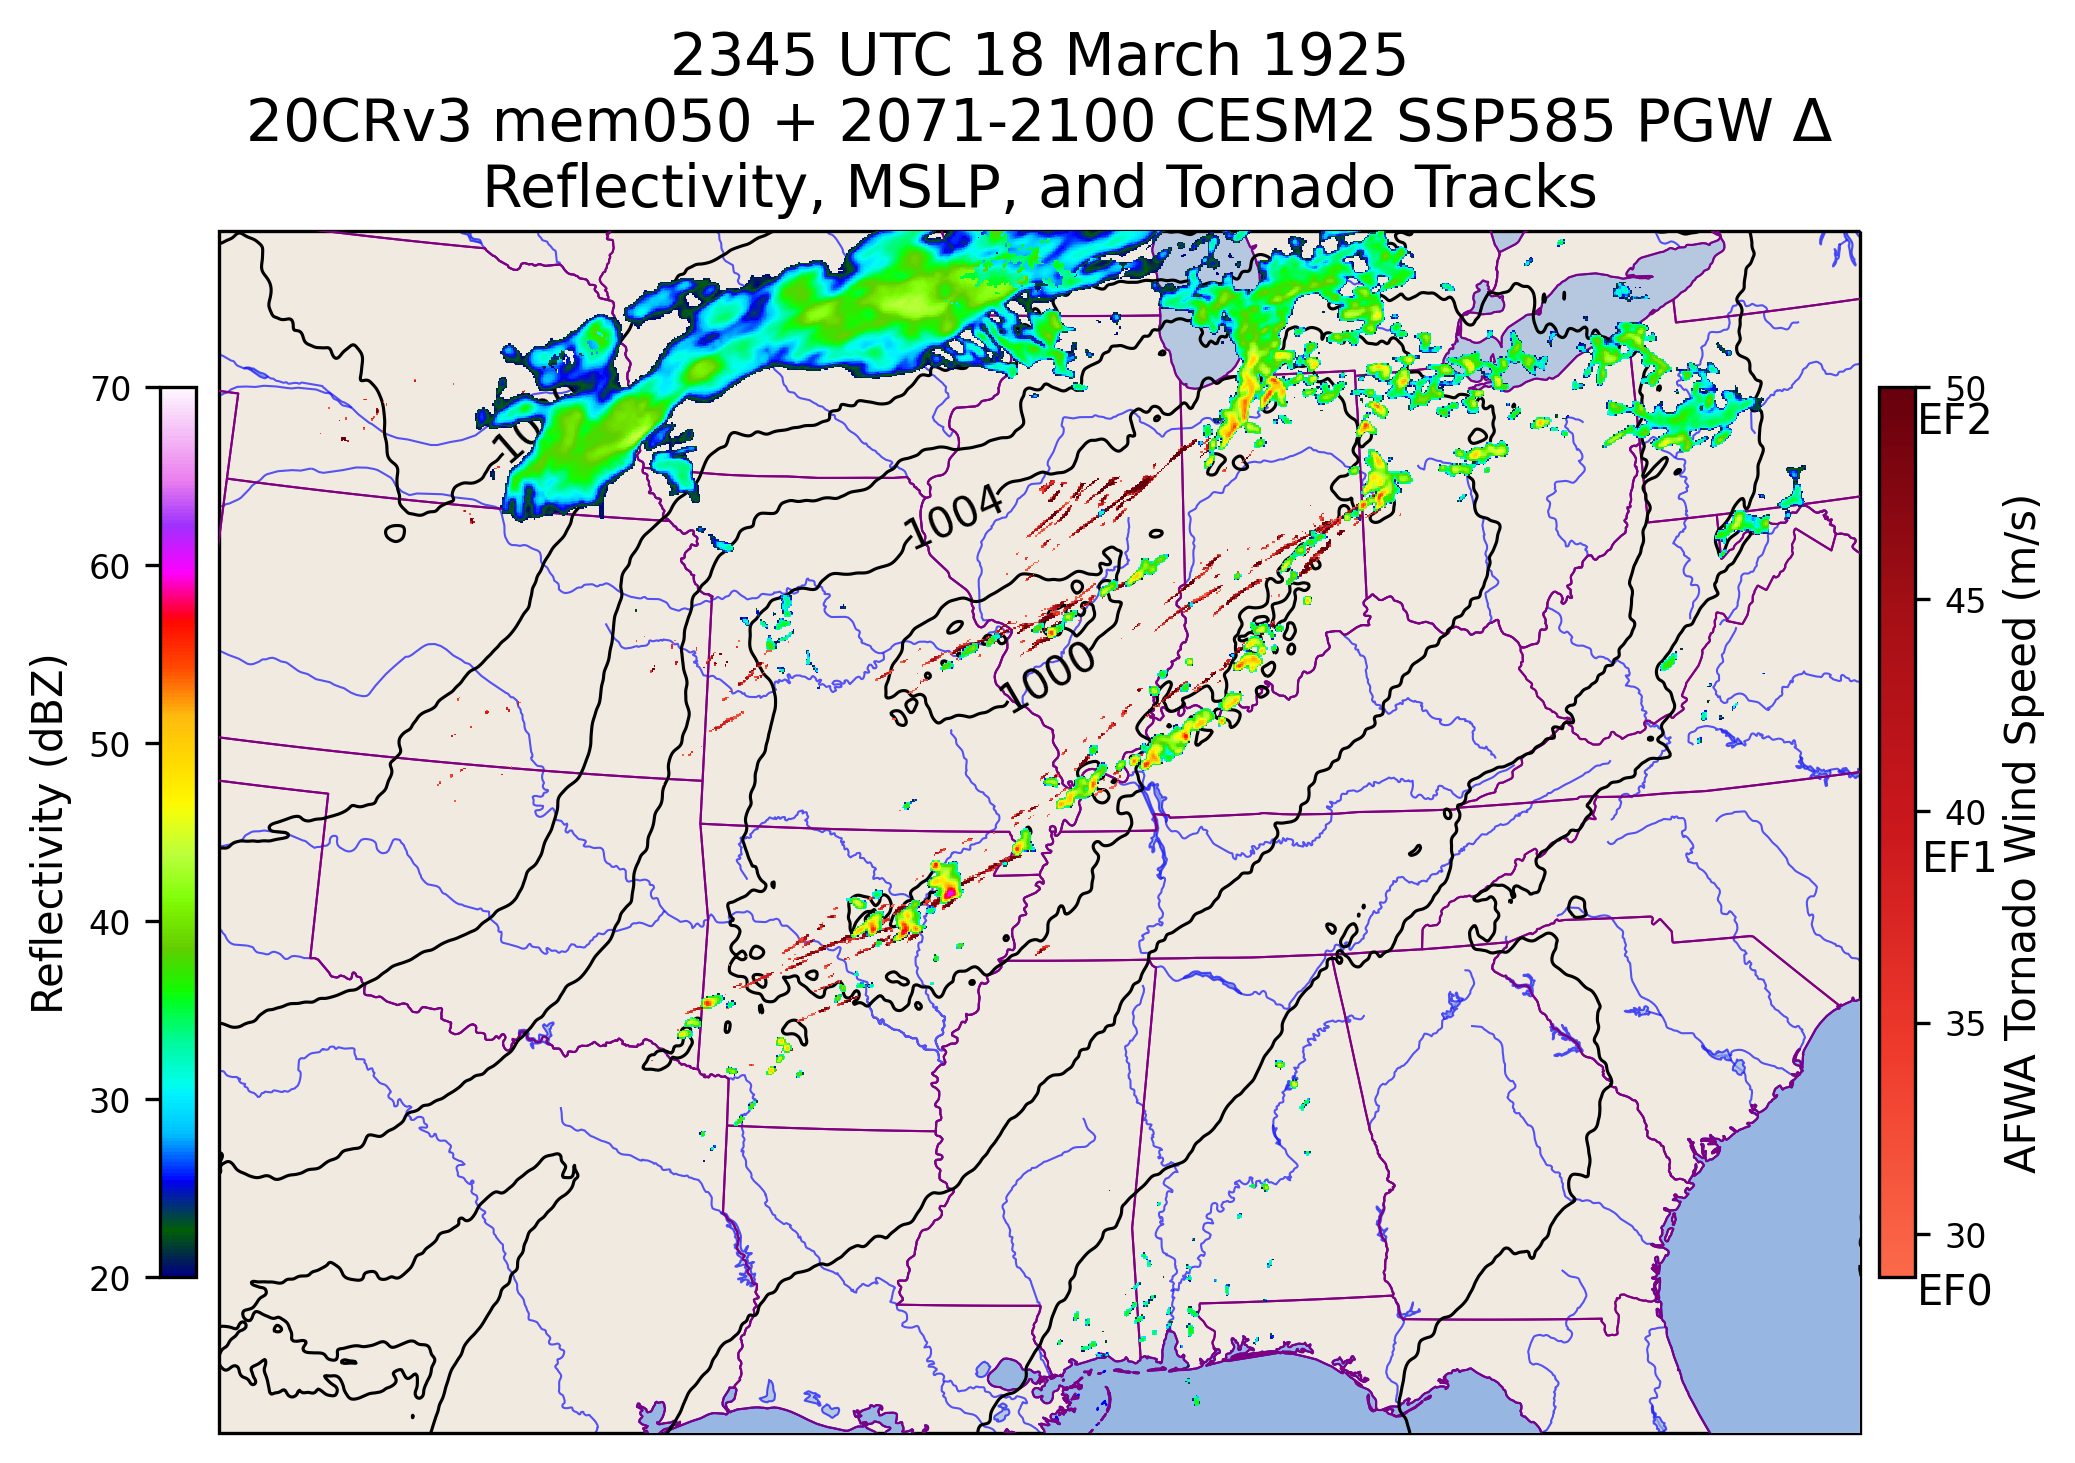 2345 UTC 18 March 1925
20CRv3 mem050 + 2071-2100 CESM2 SSP585 PGW Δ
Reflectivity, MSLP, and Tornado Tracks
70
60
50
40
30
20
Reflectivity (dBZ)
1004
1000
50
EF2
45
40
EF1
35
30
EF0
AFWA Tornado Wind Speed (m/s)